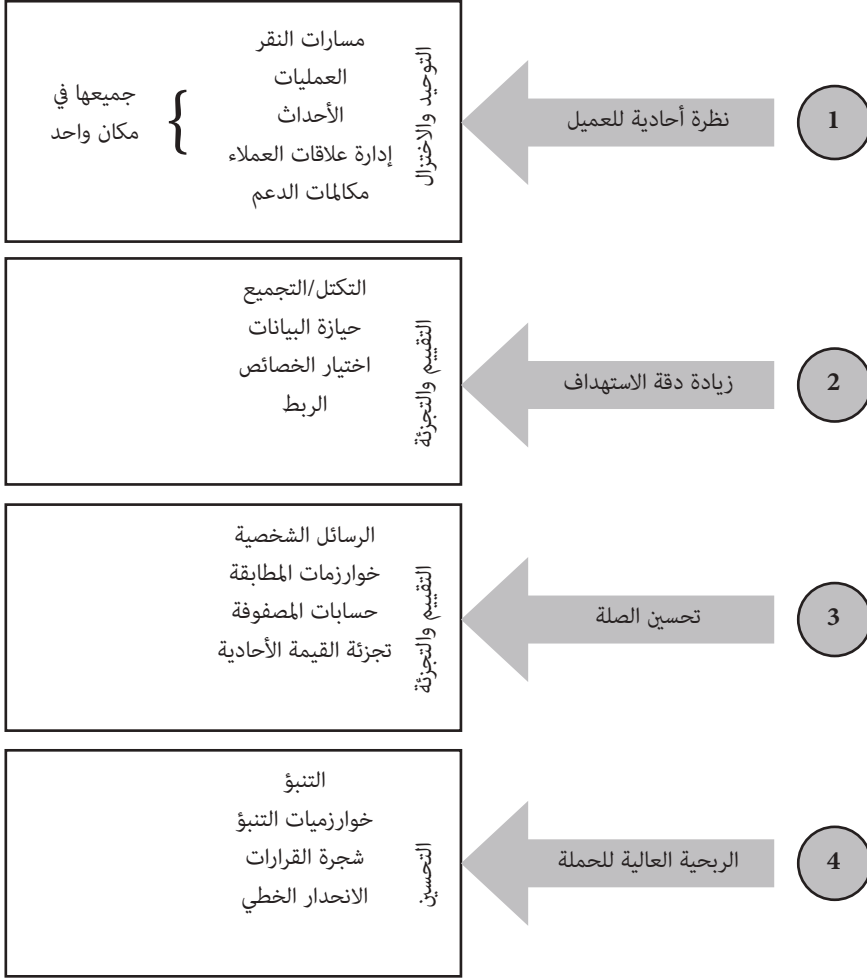 1
نظرة أحادية للعميل
التوحيد والاختزال
مسارات النقر
العمليات
الأحداث
إدارة علاقات العملاء
مكالمات الدعم
{
جميعها في
مكان واحد
2
زيادة دقة الاستهداف
التقييم والتجزئة
التكتل/التجميع
حيازة البيانات
اختيار الخصائص
الربط
3
تحسين الصلة
التقييم والتجزئة
الرسائل الشخصية
خوارزمات المطابقة
حسابات المصفوفة
تجزئة القيمة الأحادية
4
الربحية العالية للحملة
التحسين
التنبؤ
خوارزميات التنبؤ
شجرة القرارات
الانحدار الخطي